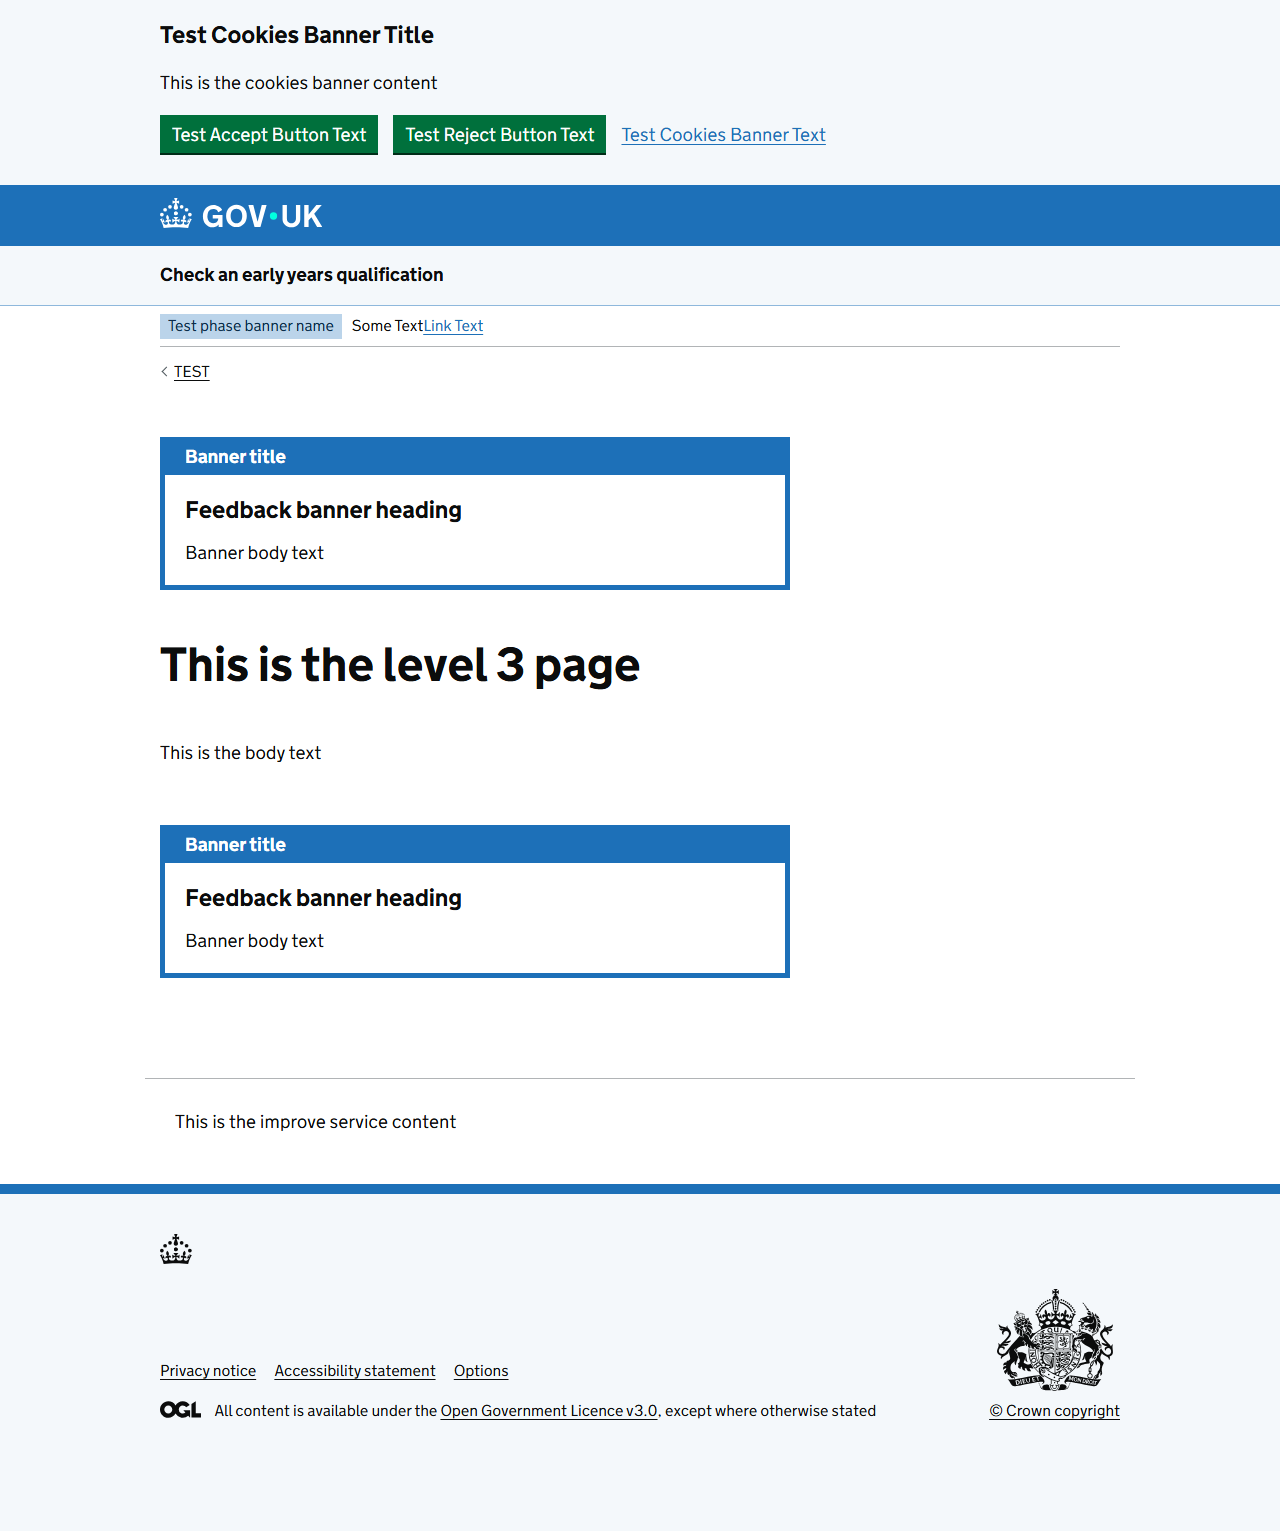 Test Cookies Banner Title
This is the cookies banner content
Test Accept Button Text Test Reject Button Text Test Cookies Banner Text
GOV•UK
Check an early years qualification
Test phase banner name Some TextLink Text
TEST
Banner title
Feedback banner heading
Banner body text
This is the level 3 page
This is the body text
Banner title
Feedback banner heading
Banner body text
This is the improve service content
Privacy notice Accessibility statement Options
OGL All content is available under the Open Government Licence v3.0, except where otherwise stated
© Crown copyright